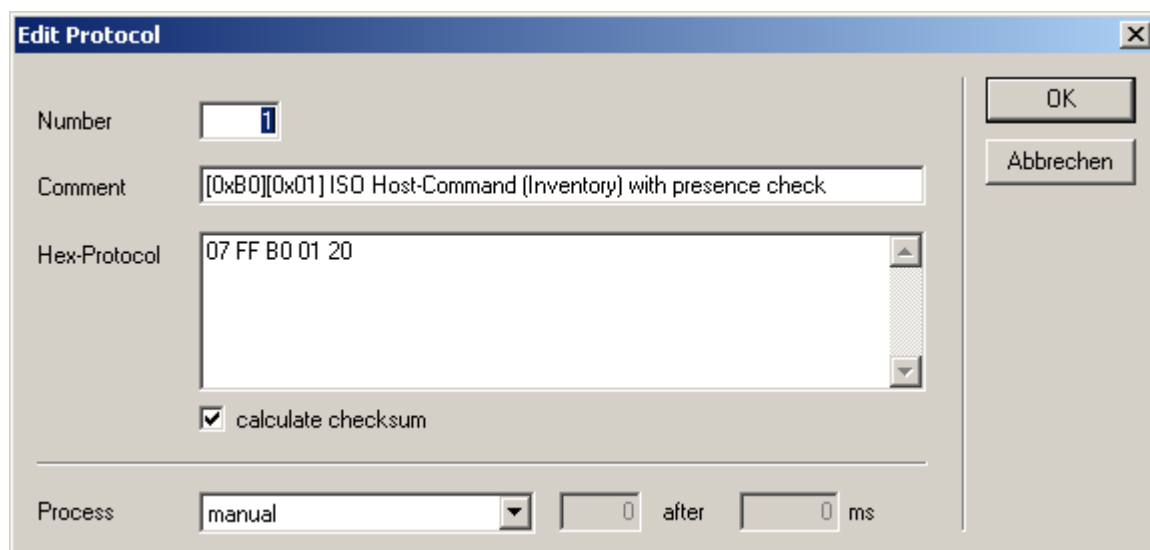 Edit Protocol
Number 1
OK
Comment [0xB0][0x01] ISO Host-Command (Inventory) with presence check
Abbrechen
Hex-Protocol 07 FF B0 01 20
calculate checksum
Process manual 0 after 0 ms